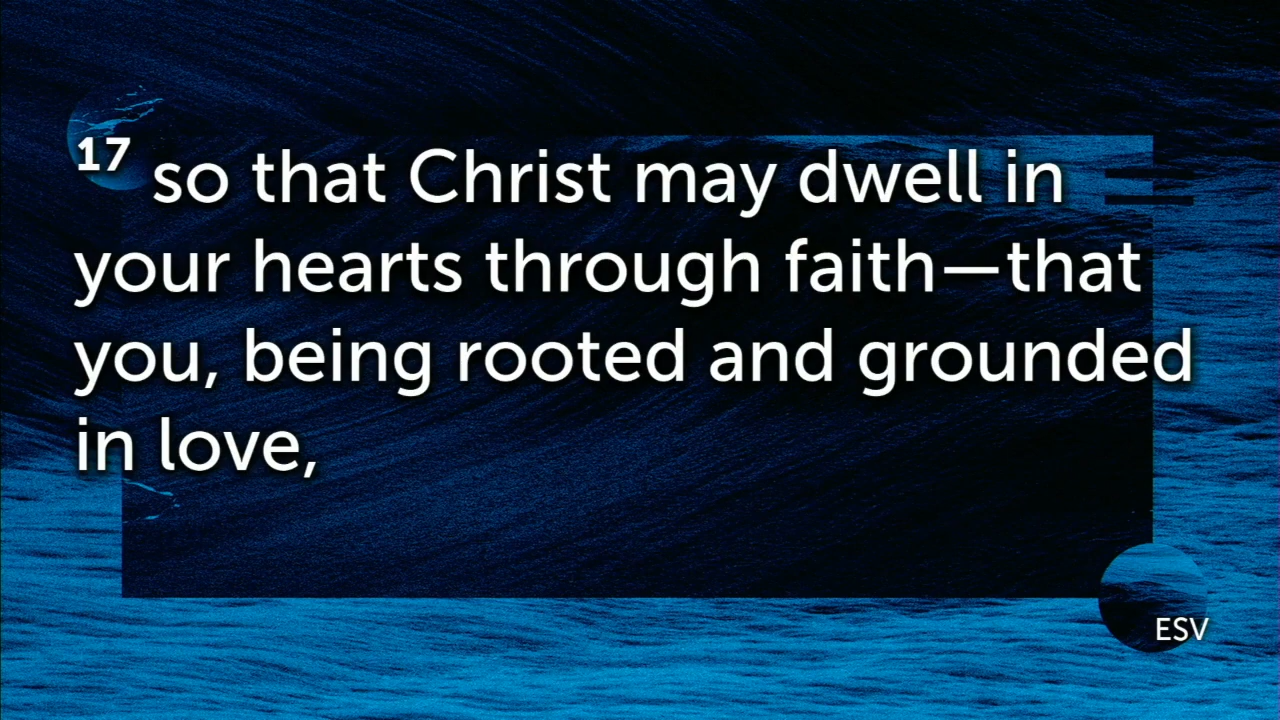 17 so that Christ may dwell in
your hearts through faith—that
you, being rooted and grounded
in love,
ESV